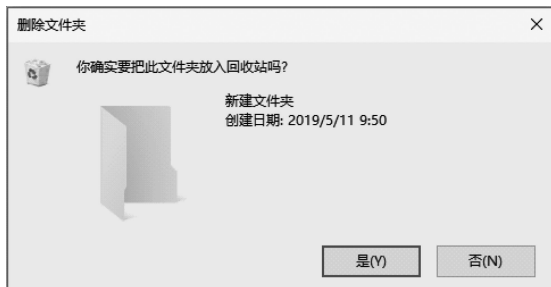 删除文件夹
你确实要把此文件夹放入回收站吗?
新建文件夹
创建日期: 2019/5/11 9:50
是(Y)
否(N)